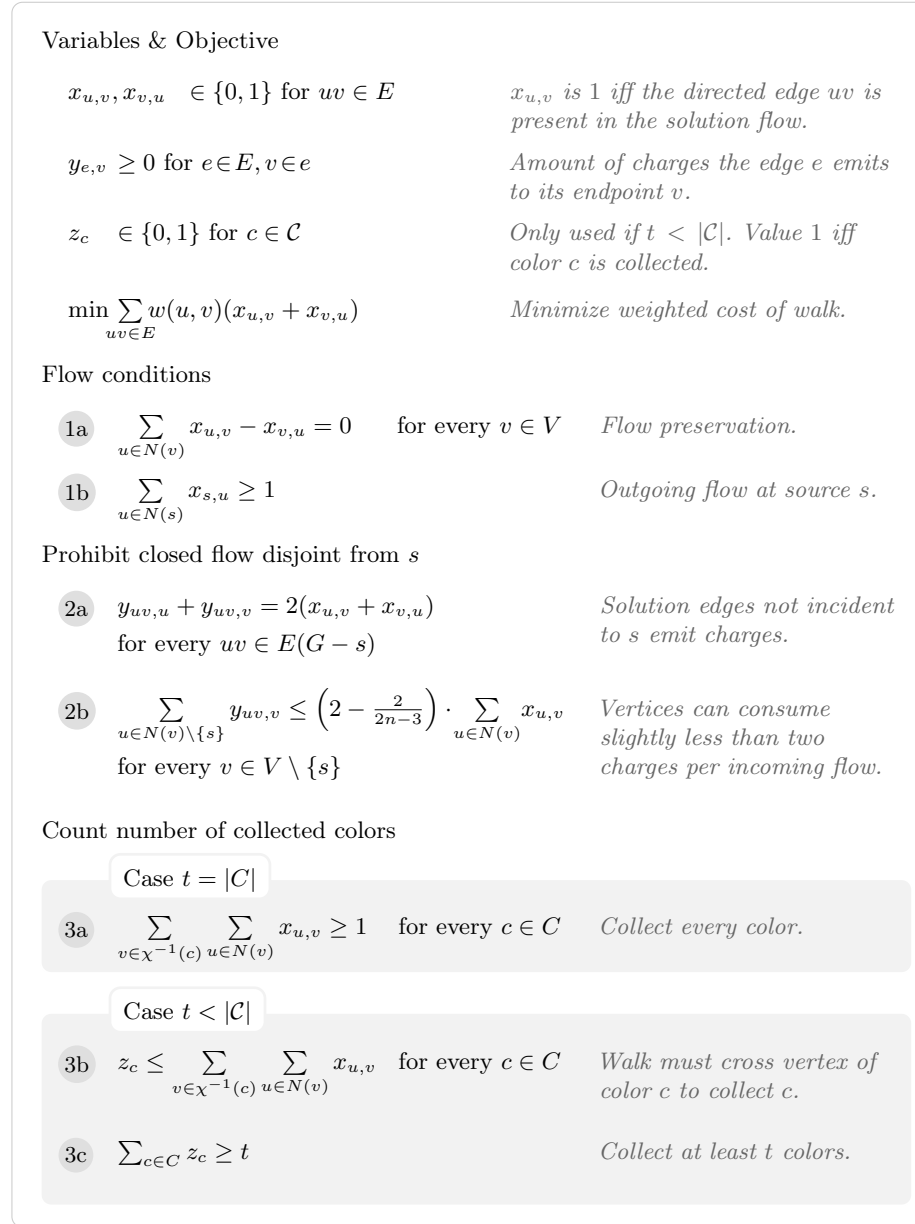 Variables & Objective
x_{u,v}, x_{v,u} ∈ {0, 1} for uv ∈ E
x_{u,v} is 1 iff the directed edge uv is
present in the solution flow.
y_{e,v} ≥ 0 for e ∈ E, v ∈ e
Amount of charges the edge e emits
to its endpoint v.
z_c ∈ {0, 1} for c ∈ 𝒞
Only used if t < |𝒞|. Value 1 iff
color c is collected.
min ∑_{uv∈E} w(u, v)(x_{u,v} + x_{v,u})
Minimize weighted cost of walk.
Flow conditions
1a ∑_{u∈N(v)} x_{u,v} − x_{v,u} = 0 for every v ∈ V
Flow preservation.
1b ∑_{u∈N(s)} x_{s,u} ≥ 1
Outgoing flow at source s.
Prohibit closed flow disjoint from s
2a y_{uv,u} + y_{uv,v} = 2(x_{u,v} + x_{v,u})
for every uv ∈ E(G − s)
Solution edges not incident
to s emit charges.
2b ∑_{u∈N(v)\{s}} y_{uv,v} ≤ (2 − 2/(2n−3)) · ∑_{u∈N(v)} x_{u,v}
for every v ∈ V \ {s}
Vertices can consume
slightly less than two
charges per incoming flow.
Count number of collected colors
Case t = |C|
3a ∑_{v∈χ^{−1}(c)} ∑_{u∈N(v)} x_{u,v} ≥ 1 for every c ∈ C
Collect every color.
Case t < |𝒞|
3b z_c ≤ ∑_{v∈χ^{−1}(c)} ∑_{u∈N(v)} x_{u,v} for every c ∈ C
Walk must cross vertex of
color c to collect c.
3c ∑_{c∈C} z_c ≥ t
Collect at least t colors.